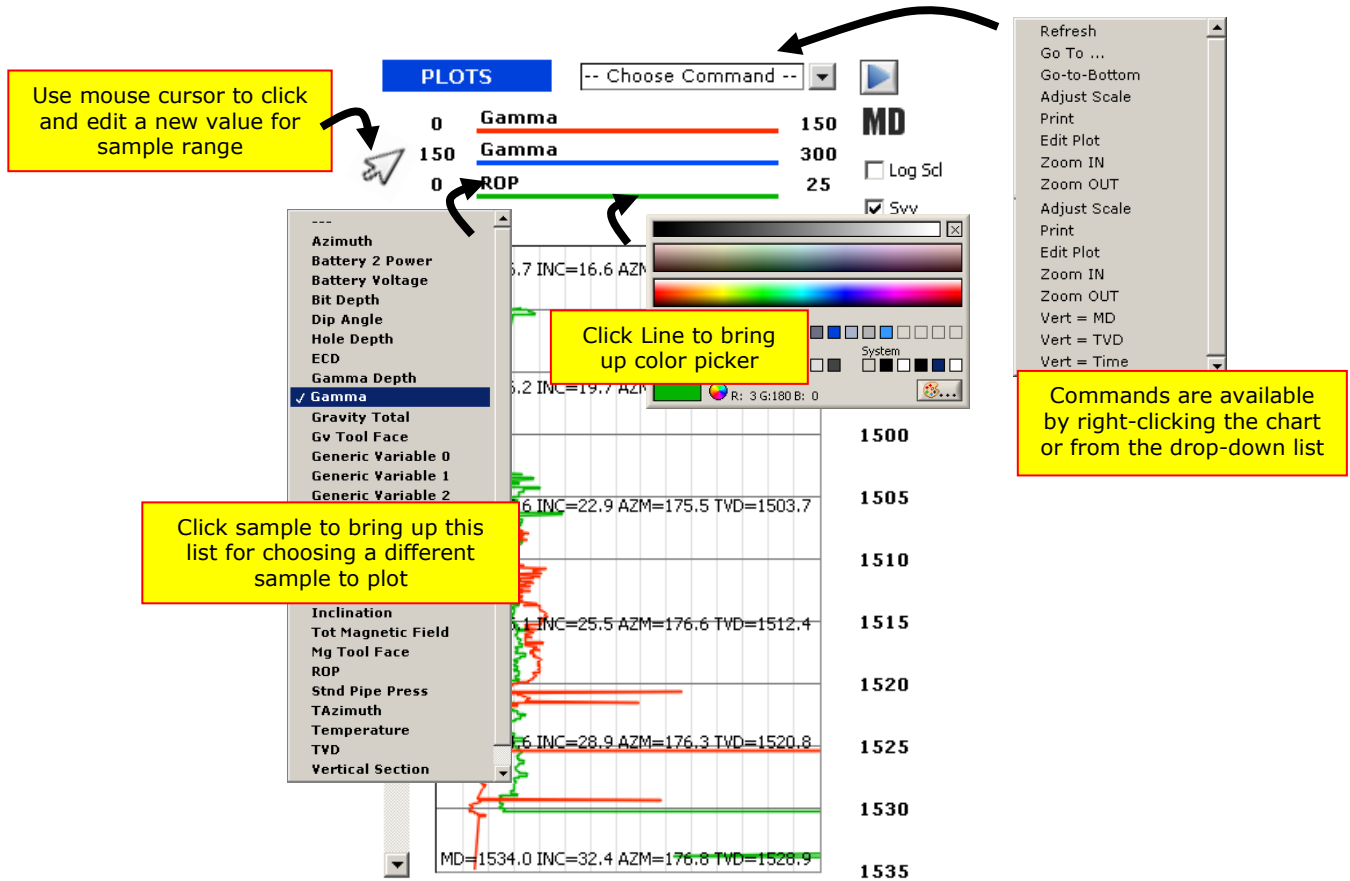 PLOTS
-- Choose Command --
Use mouse cursor to click
and edit a new value for
sample range
0 Gamma 150
150 Gamma 300
0 ROP 25
MD
Log Scl
Svy
Refresh
Go To ...
Go-to-Bottom
Adjust Scale
Print
Edit Plot
Zoom IN
Zoom OUT
Adjust Scale
Print
Edit Plot
Zoom IN
Zoom OUT
Vert = MD
Vert = TVD
Vert = Time
Commands are available
by right-clicking the chart
or from the drop-down list
---
Azimuth
Battery 2 Power
Battery Voltage
Bit Depth
Dip Angle
Hole Depth
ECD
Gamma Depth
✓ Gamma
Gravity Total
Gv Tool Face
Generic Variable 0
Generic Variable 1
Generic Variable 2
Click sample to bring up this
list for choosing a different
sample to plot
Inclination
Tot Magnetic Field
Mg Tool Face
ROP
Stnd Pipe Press
TAzimuth
Temperature
TVD
Vertical Section
Click Line to bring
up color picker
System
R: 3 G:180 B: 0
.7 INC=16.6 AZM
.2 INC=19.7 AZM
1500
6 INC=22.9 AZM=175.5 TVD=1503.7
1505
1510
.1 INC=25.5 AZM=176.6 TVD=1512.4
1515
1520
.6 INC=28.9 AZM=176.3 TVD=1520.8
1525
1530
MD=1534.0 INC=32.4 AZM=176.8 TVD=1528.9
1535